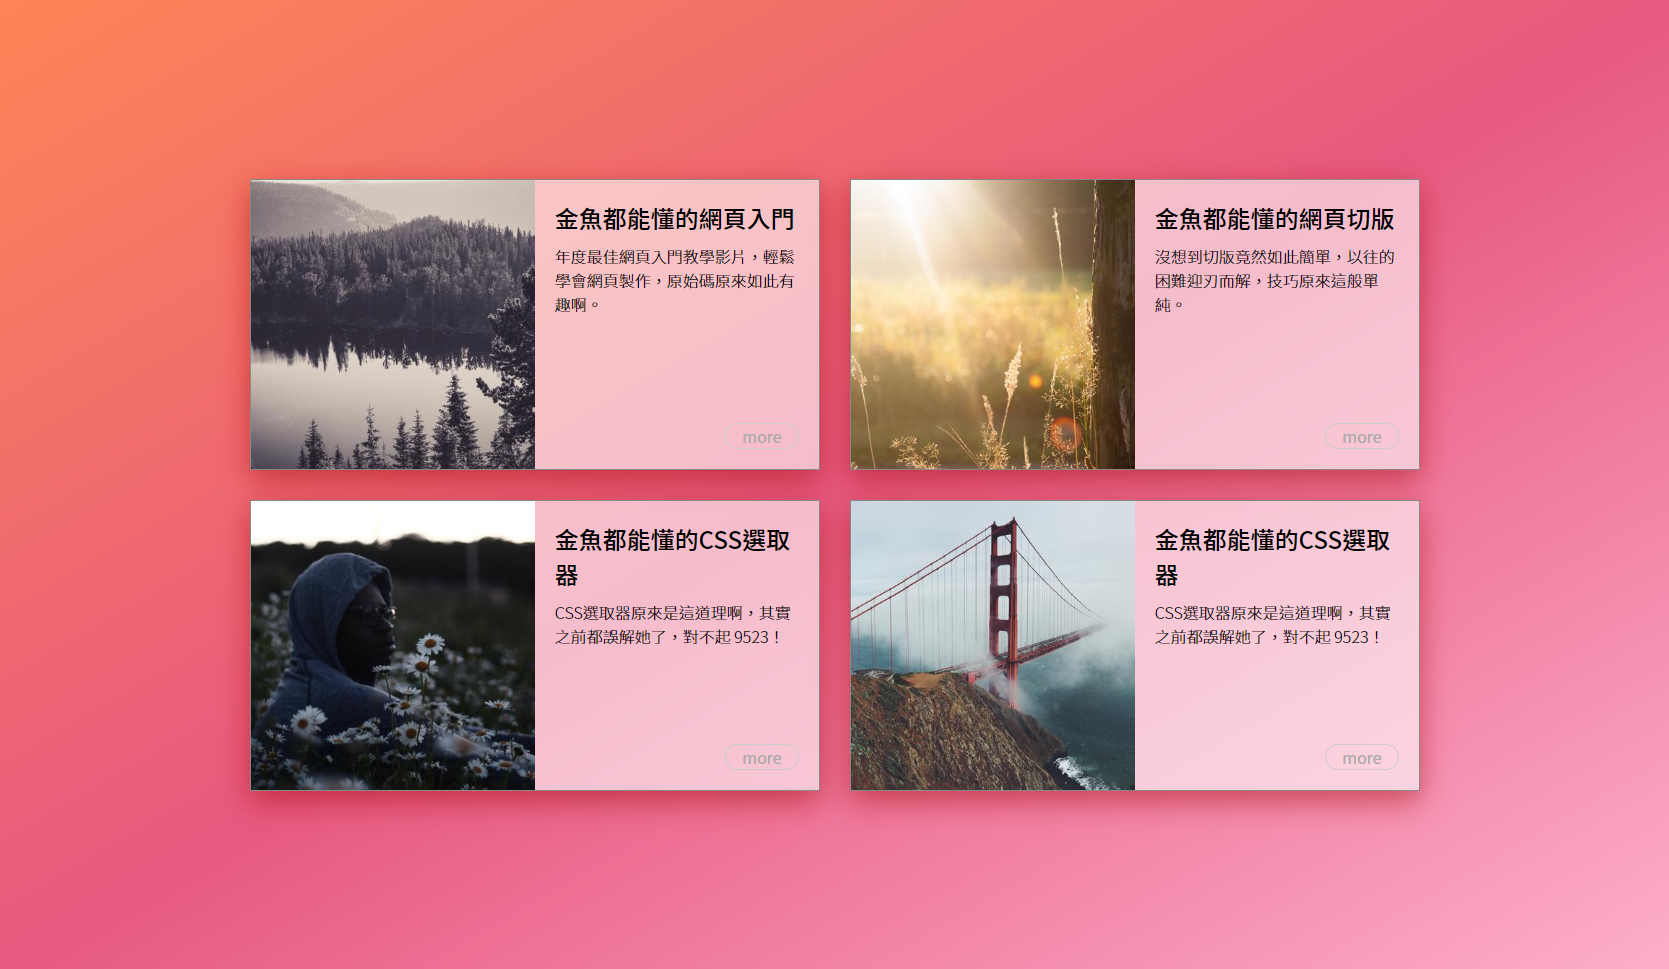 金魚都能懂的網頁入門
年度最佳網頁入門教學影片，輕鬆
學會網頁製作，原始碼原來如此有
趣啊。
more
金魚都能懂的網頁切版
沒想到切版竟然如此簡單，以往的
困難迎刃而解，技巧原來這般單
純。
more
金魚都能懂的CSS選取
器
CSS選取器原來是這道理啊，其實
之前都誤解她了，對不起 9523！
more
金魚都能懂的CSS選取
器
CSS選取器原來是這道理啊，其實
之前都誤解她了，對不起 9523！
more